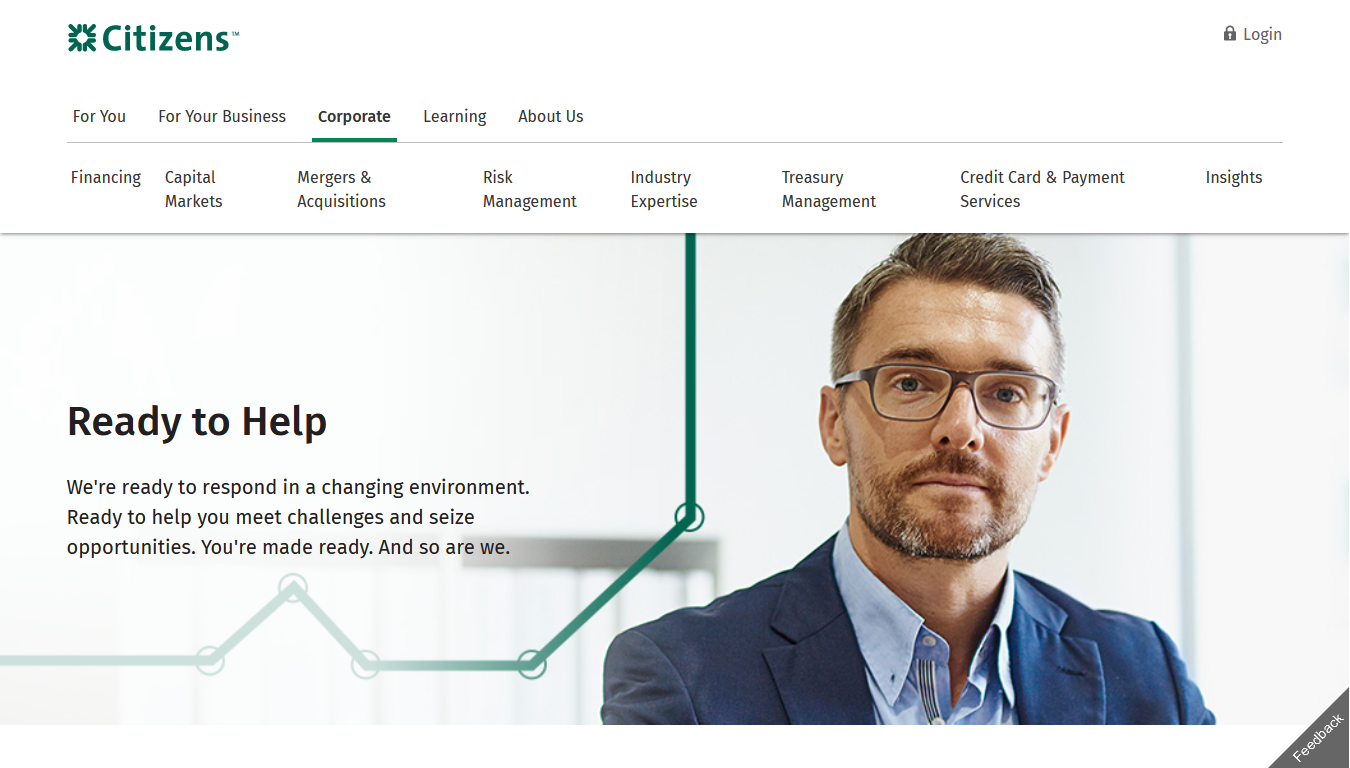 Citizens™
Login
For You
For Your Business
Corporate
Learning
About Us
Financing
Capital
Markets
Mergers &
Acquisitions
Risk
Management
Industry
Expertise
Treasury
Management
Credit Card & Payment
Services
Insights
Ready to Help
We're ready to respond in a changing environment.
Ready to help you meet challenges and seize
opportunities. You're made ready. And so are we.
Feedback